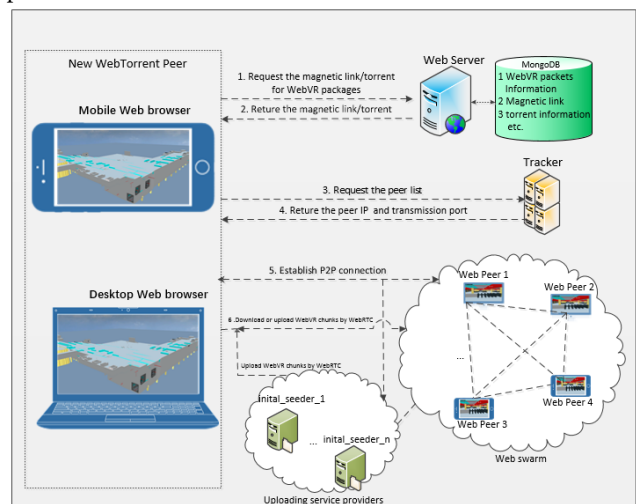 New WebTorrent Peer
Mobile Web browser
1. Request the magnetic link/torrent
for WebVR packages
2. Reture the magnetic link/torrent
Web Server
MongoDB
1 WebVR packets
Information
2 Magnetic link
3 torrent information
etc.
Tracker
3. Request the peer list
4. Reture the peer IP and transmission port
5. Establish P2P connection
Desktop Web browser
6 .Download or upload WebVR chunks by WebRTC
Upload WebVR chunks by WebRTC
Web Peer 1
Web Peer 2
...
Web Peer 3
Web Peer 4
Web swarm
inital_seeder_1
... inital_seeder_n
Uploading service providers